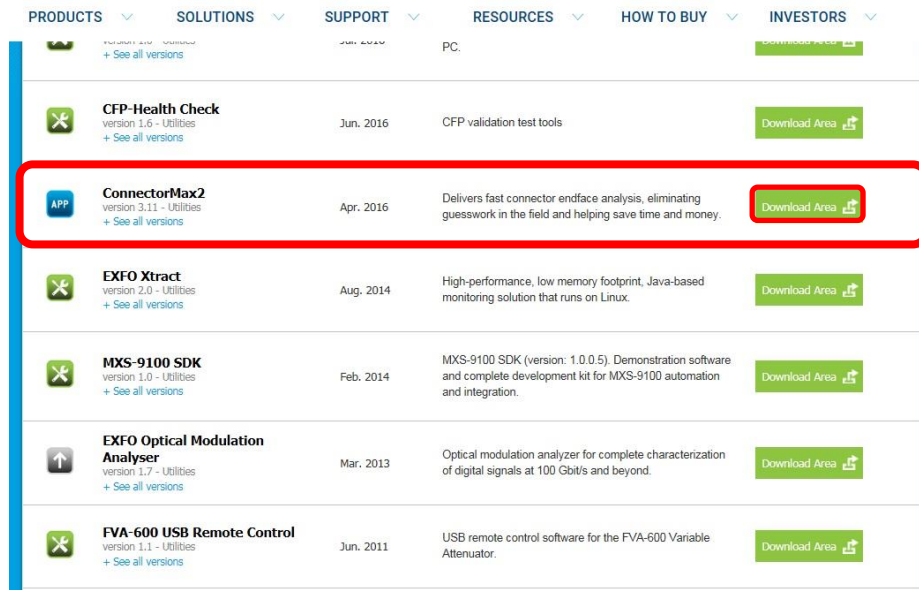 PRODUCTS SOLUTIONS SUPPORT RESOURCES HOW TO BUY INVESTORS
+ See all versions
PC.
CFP-Health Check
version 1.6 - Utilities
+ See all versions
Jun. 2016
CFP validation test tools
Download Area
APP
ConnectorMax2
version 3.11 - Utilities
+ See all versions
Apr. 2016
Delivers fast connector endface analysis, eliminating
guesswork in the field and helping save time and money.
Download Area
EXFO Xtract
version 2.0 - Utilities
+ See all versions
Aug. 2014
High-performance, low memory footprint, Java-based
monitoring solution that runs on Linux.
Download Area
MXS-9100 SDK
version 1.0 - Utilities
+ See all versions
Feb. 2014
MXS-9100 SDK (version: 1.0.0.5). Demonstration software
and complete development kit for MXS-9100 automation
and integration.
Download Area
EXFO Optical Modulation
Analyser
version 1.7 - Utilities
+ See all versions
Mar. 2013
Optical modulation analyzer for complete characterization
of digital signals at 100 Gbit/s and beyond.
Download Area
FVA-600 USB Remote Control
version 1.1 - Utilities
+ See all versions
Jun. 2011
USB remote control software for the FVA-600 Variable
Attenuator.
Download Area